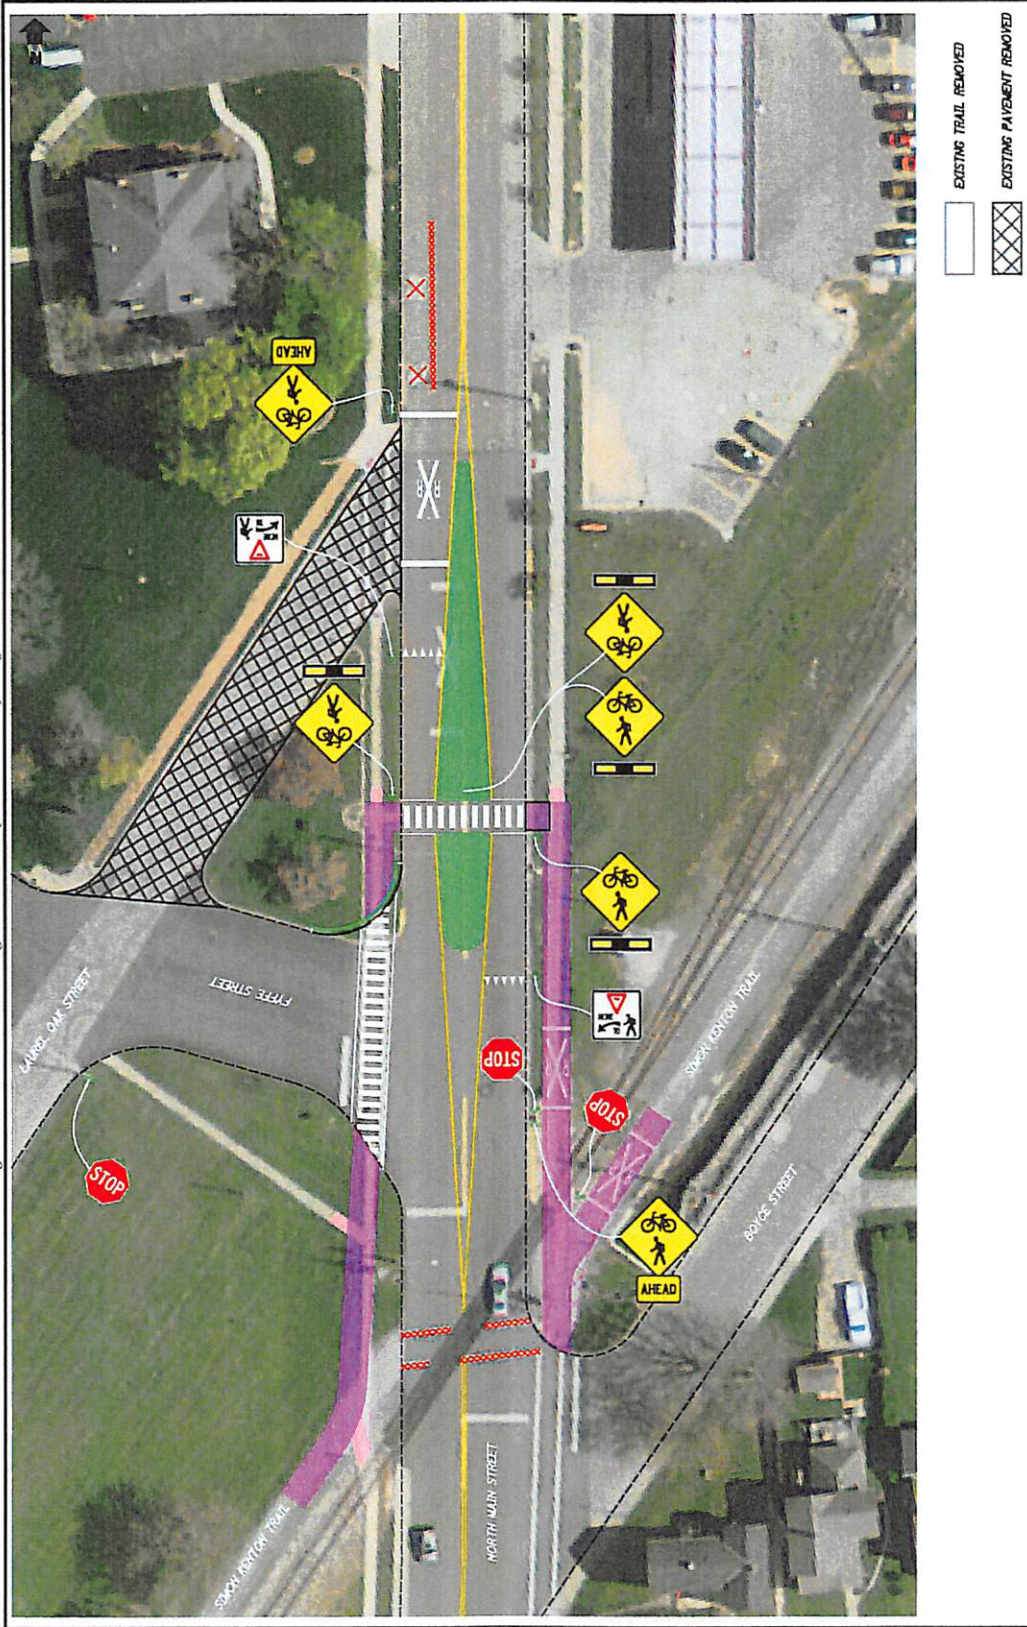 EXISTING TRAIL REMOVED
EXISTING PAVEMENT REMOVED
AHEAD
R R
LAUREL OAK STREET
FYFFE STREET
STOP
STOP
STOP
SIMON KENTON TRAIL
BOYCE STREET
AHEAD
NORTH MAIN STREET
SIMON KENTON TRAIL